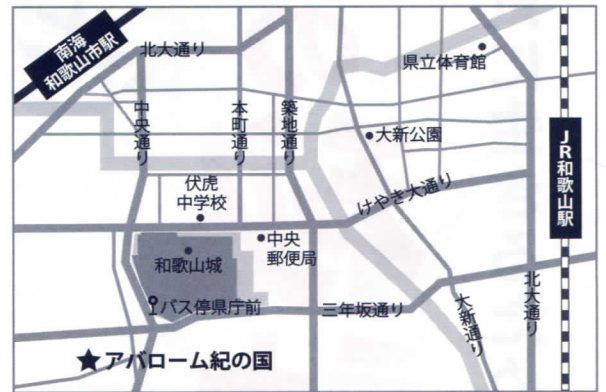 南海
和歌山市駅
北大通り
県立体育館
中央通り
本町通り
築地通り
大新公園
JR和歌山駅
伏虎
中学校
けやき大通り
中央
郵便局
和歌山城
バス停県庁前
三年坂通り
大新通り
北大通り
アバローム紀の国